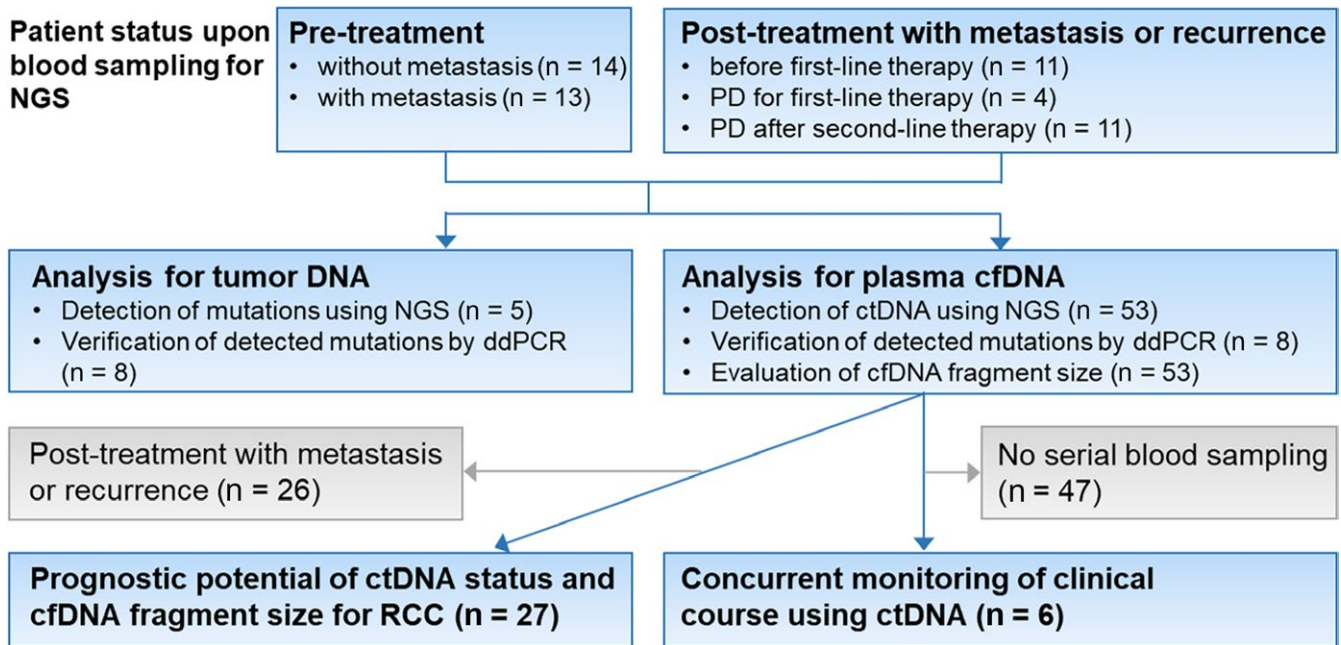 Patient status upon
blood sampling for
NGS
Pre-treatment
• without metastasis (n = 14)
• with metastasis (n = 13)
Post-treatment with metastasis or recurrence
• before first-line therapy (n = 11)
• PD for first-line therapy (n = 4)
• PD after second-line therapy (n = 11)
Analysis for tumor DNA
• Detection of mutations using NGS (n = 5)
• Verification of detected mutations by ddPCR
(n = 8)
Analysis for plasma cfDNA
• Detection of ctDNA using NGS (n = 53)
• Verification of detected mutations by ddPCR (n = 8)
• Evaluation of cfDNA fragment size (n = 53)
Post-treatment with metastasis
or recurrence (n = 26)
No serial blood sampling
(n = 47)
Prognostic potential of ctDNA status and
cfDNA fragment size for RCC (n = 27)
Concurrent monitoring of clinical
course using ctDNA (n = 6)